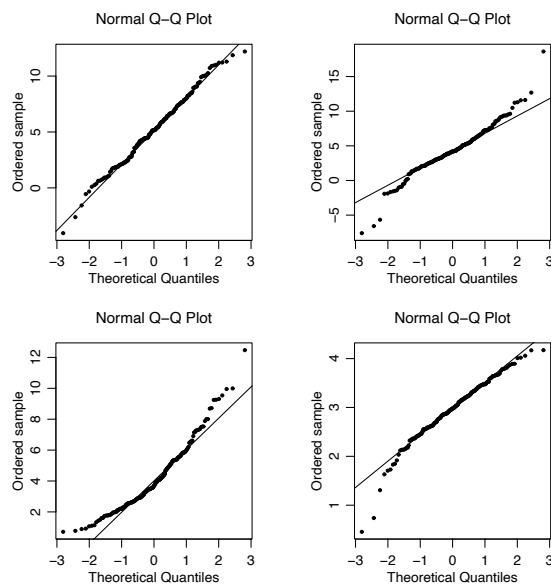 Normal Q−Q Plot
Ordered sample
10
5
0
−3 −2 −1 0 1 2 3
Theoretical Quantiles
Normal Q−Q Plot
Ordered sample
15
10
5
0
−5
−3 −2 −1 0 1 2 3
Theoretical Quantiles
Normal Q−Q Plot
Ordered sample
12
10
8
6
4
2
−3 −2 −1 0 1 2 3
Theoretical Quantiles
Normal Q−Q Plot
Ordered sample
4
3
2
1
−3 −2 −1 0 1 2 3
Theoretical Quantiles